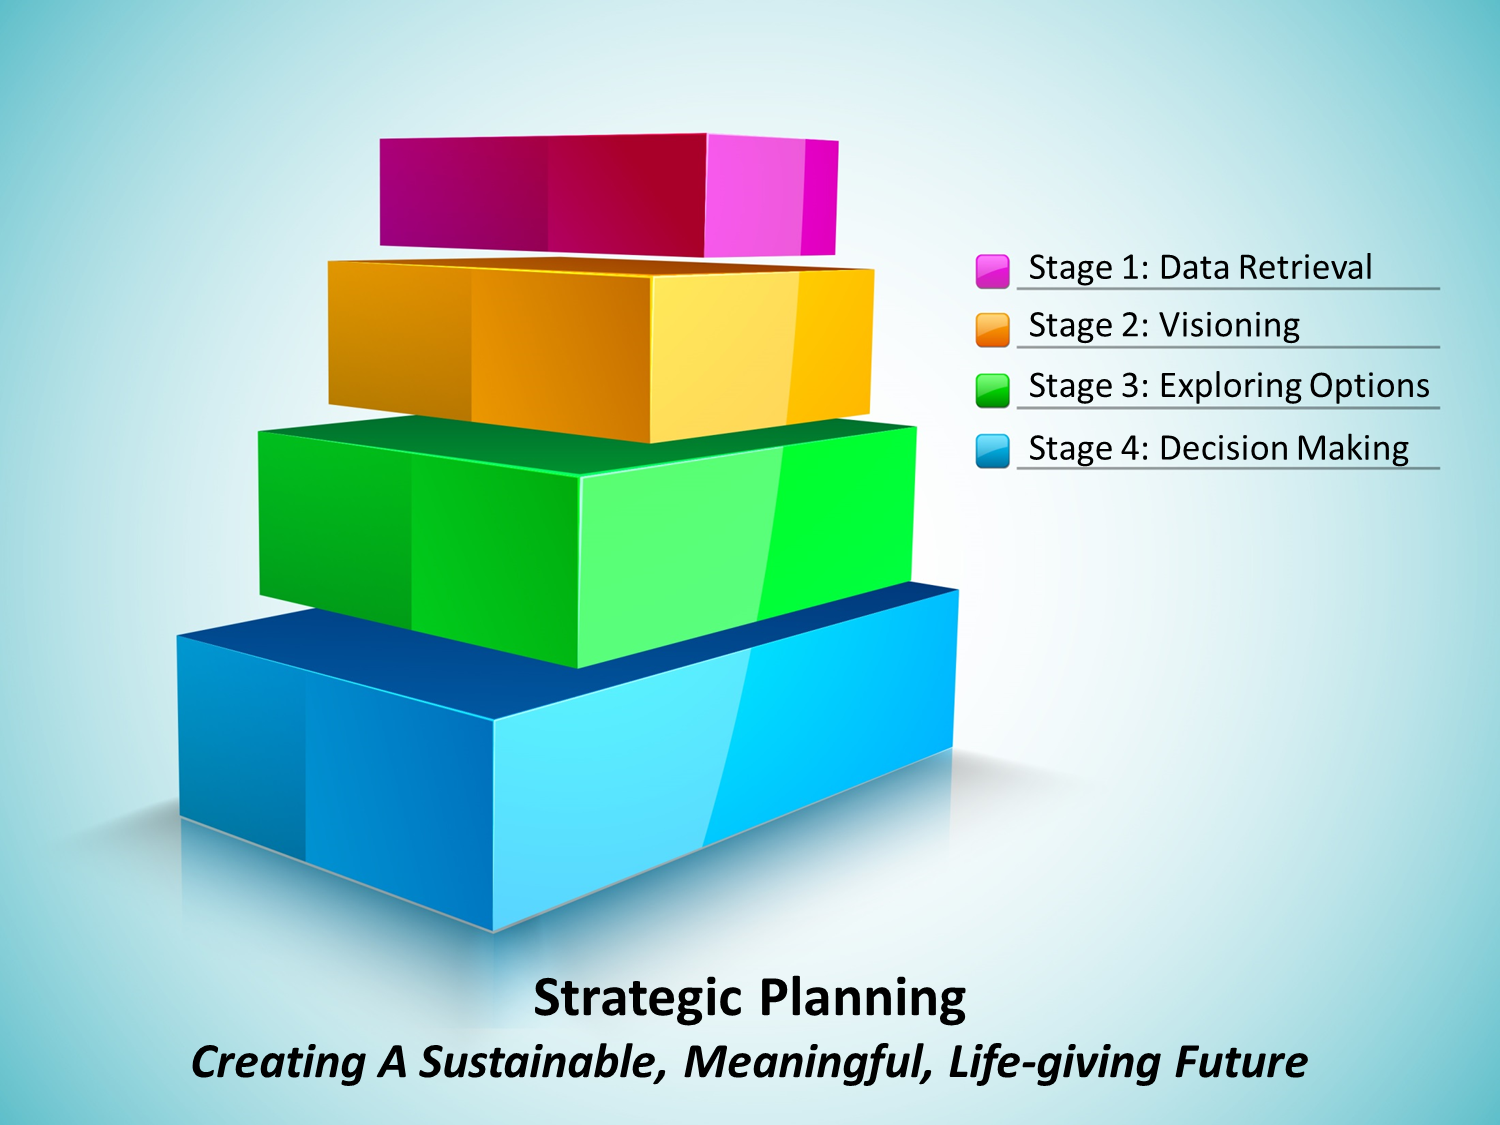 Stage 1: Data Retrieval
Stage 2: Visioning
Stage 3: Exploring Options
Stage 4: Decision Making
Strategic Planning
Creating A Sustainable, Meaningful, Life-giving Future